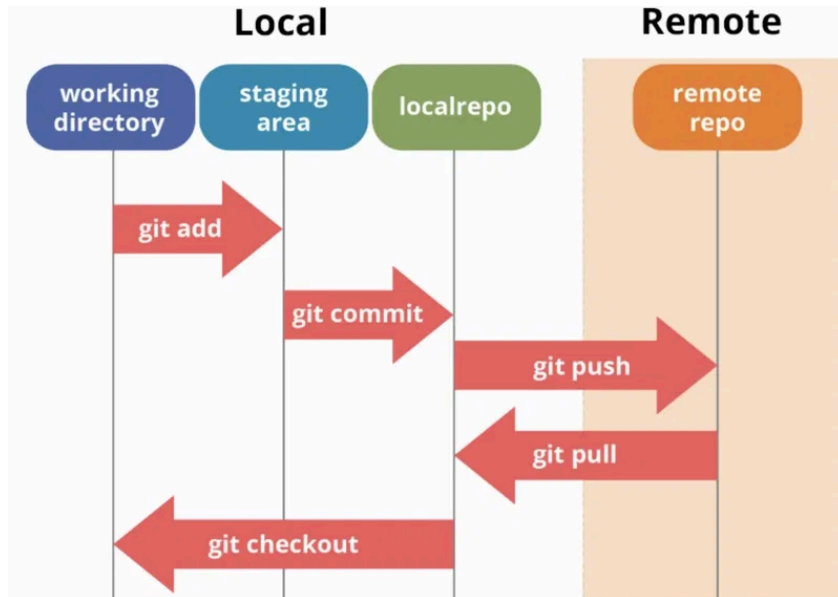 Local
Remote
working
directory
staging
area
localrepo
remote
repo
git add
git commit
git push
git pull
git checkout